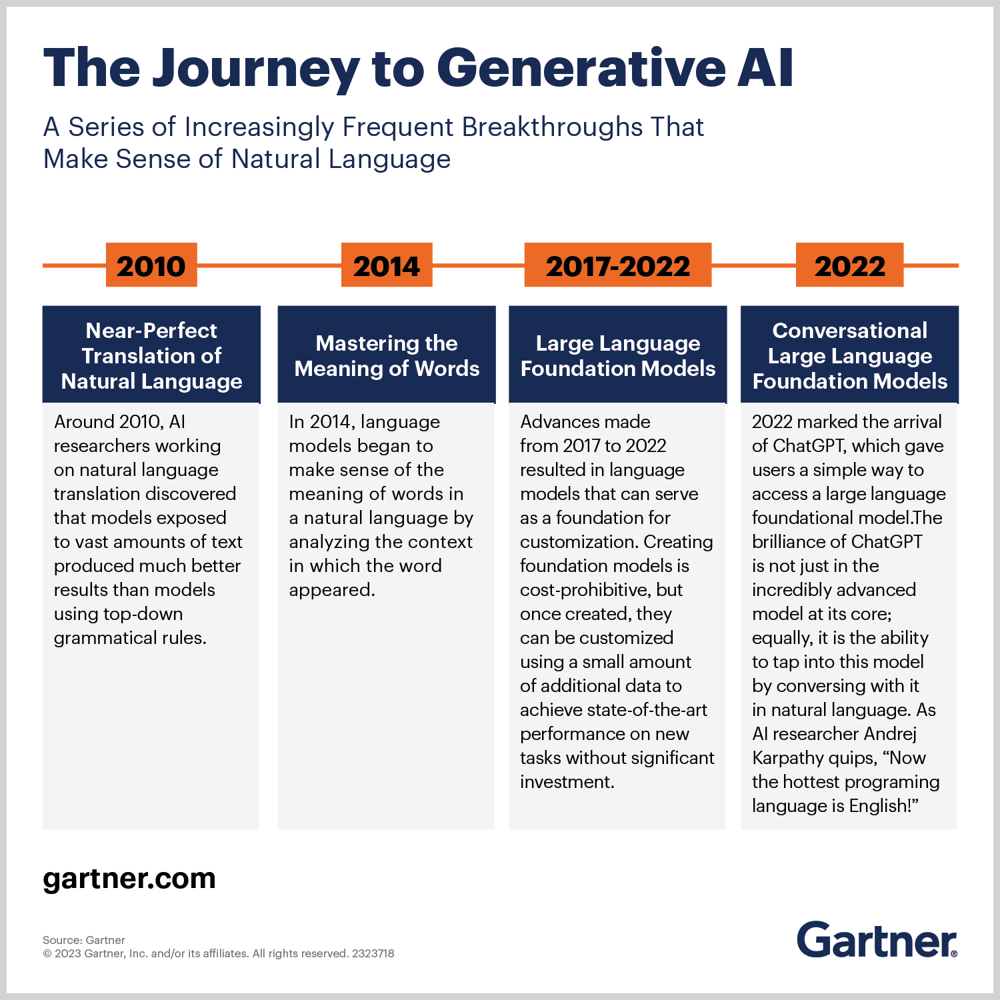 The Journey to Generative AI
A Series of Increasingly Frequent Breakthroughs That
Make Sense of Natural Language
2010
2014
2017-2022
2022
Near-Perfect
Translation of
Natural Language
Around 2010, AI
researchers working
on natural language
translation discovered
that models exposed
to vast amounts of text
produced much better
results than models
using top-down
grammatical rules.
Mastering the
Meaning of Words
In 2014, language
models began to
make sense of the
meaning of words in
a natural language by
analyzing the context
in which the word
appeared.
Large Language
Foundation Models
Advances made
from 2017 to 2022
resulted in language
models that can serve
as a foundation for
customization. Creating
foundation models is
cost-prohibitive, but
once created, they
can be customized
using a small amount
of additional data to
achieve state-of-the-art
performance on new
tasks without significant
investment.
Conversational
Large Language
Foundation Models
2022 marked the arrival
of ChatGPT, which gave
users a simple way to
access a large language
foundational model.The
brilliance of ChatGPT
is not just in the
incredibly advanced
model at its core;
equally, it is the ability
to tap into this model
by conversing with it
in natural language. As
AI researcher Andrej
Karpathy quips, “Now
the hottest programing
language is English!”
gartner.com
Source: Gartner
© 2023 Gartner, Inc. and/or its affiliates. All rights reserved. 2323718
Gartner®